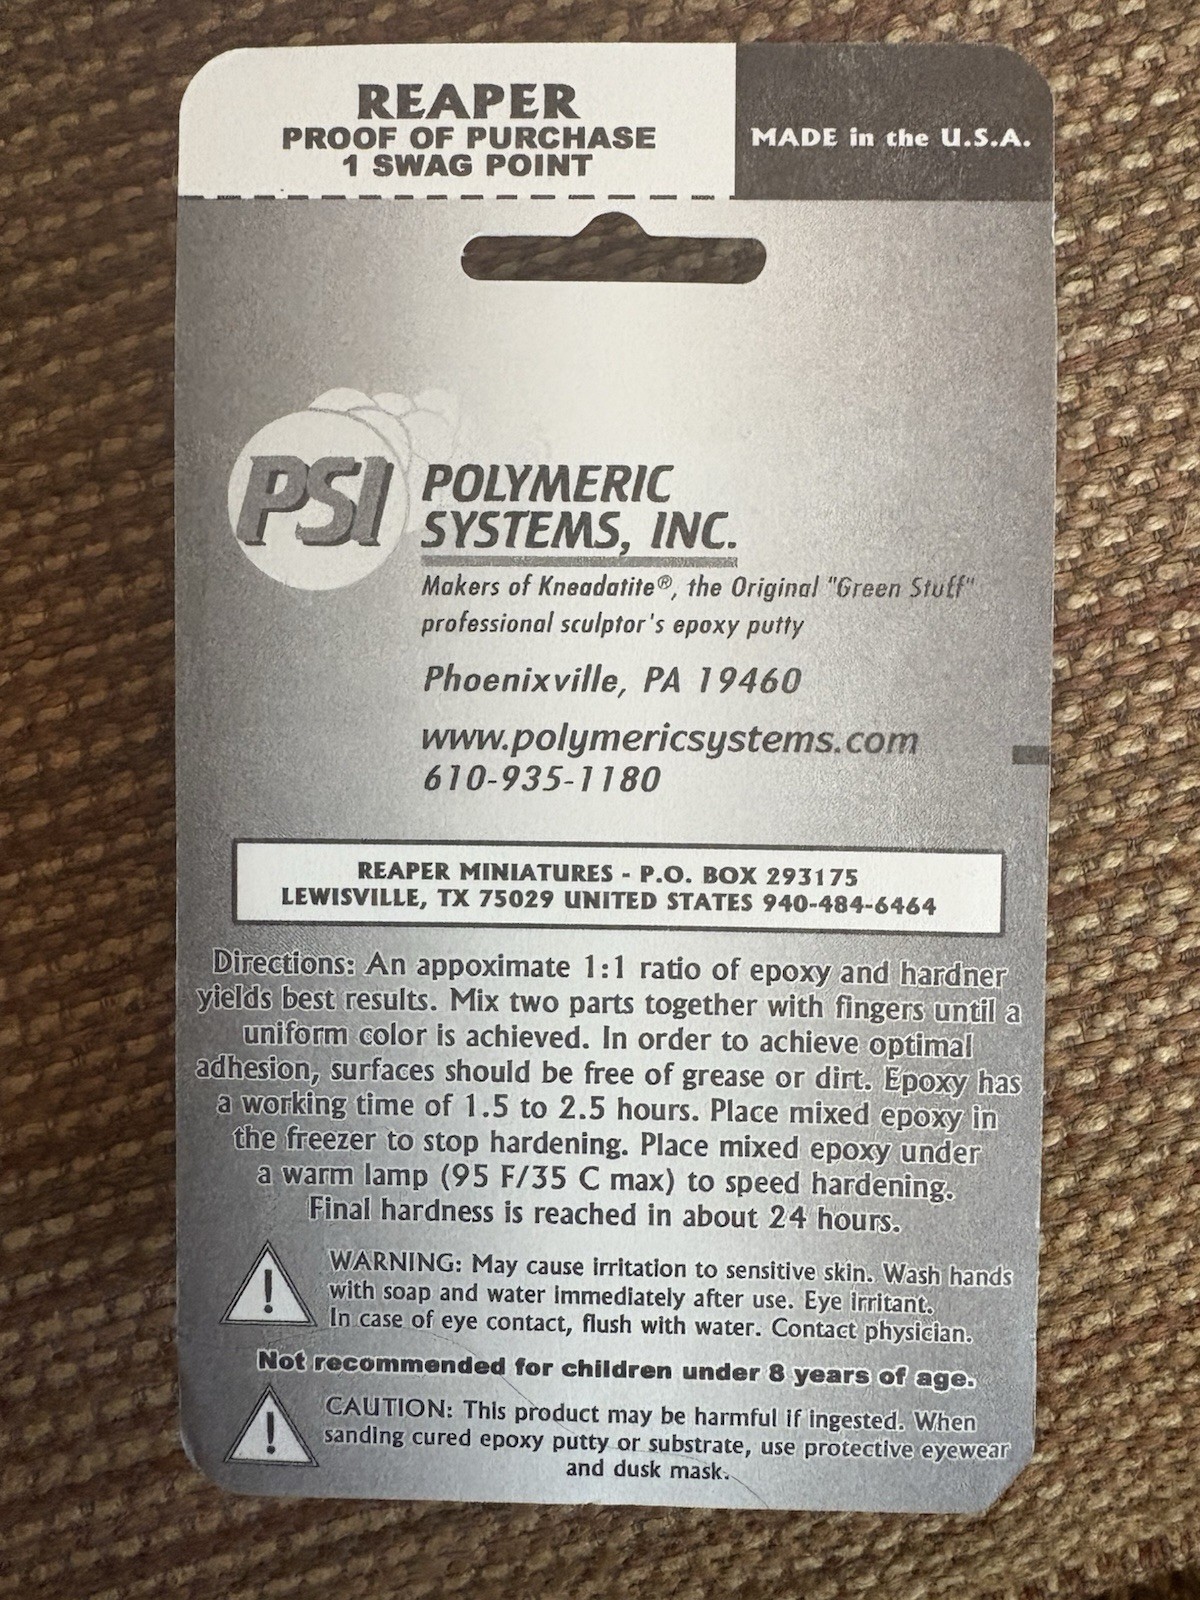 REAPER
PROOF OF PURCHASE
1 SWAG POINT
MADE in the U.S.A.
PSI
POLYMERIC
SYSTEMS, INC.
Makers of Kneadatite®, the Original "Green Stuff"
professional sculptor's epoxy putty
Phoenixville, PA 19460
www.polymericsystems.com
610-935-1180
REAPER MINIATURES - P.O. BOX 293175
LEWISVILLE, TX 75029 UNITED STATES 940-484-6464
Directions: An appoximate 1:1 ratio of epoxy and hardner
yields best results. Mix two parts together with fingers until a
uniform color is achieved. In order to achieve optimal
adhesion, surfaces should be free of grease or dirt. Epoxy has
a working time of 1.5 to 2.5 hours. Place mixed epoxy in
the freezer to stop hardening. Place mixed epoxy under
a warm lamp (95 F/35 C max) to speed hardening.
Final hardness is reached in about 24 hours.
WARNING: May cause irritation to sensitive skin. Wash hands
with soap and water immediately after use. Eye irritant.
In case of eye contact, flush with water. Contact physician.
Not recommended for children under 8 years of age.
CAUTION: This product may be harmful if ingested. When
sanding cured epoxy putty or substrate, use protective eyewear
and dusk mask.